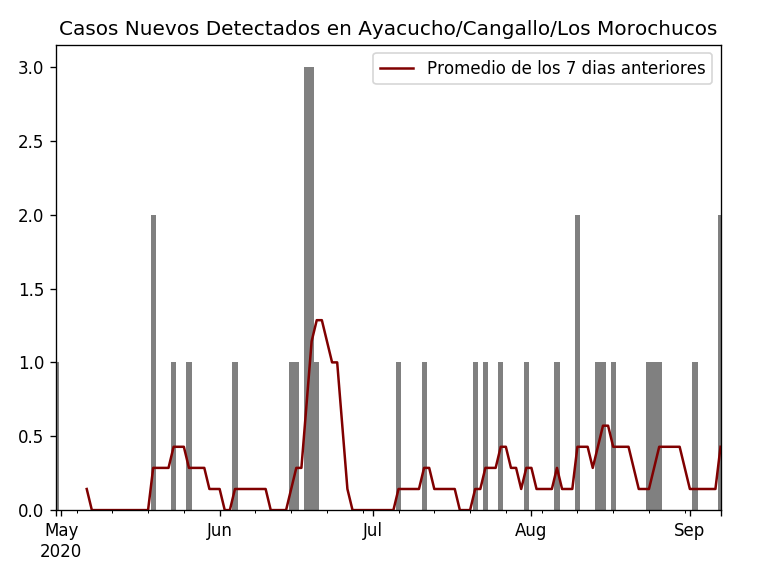 Casos Nuevos Detectados en Ayacucho/Cangallo/Los Morochucos
Promedio de los 7 dias anteriores
3.0
2.5
2.0
1.5
1.0
0.5
0.0
May Jun Jul Aug Sep
2020